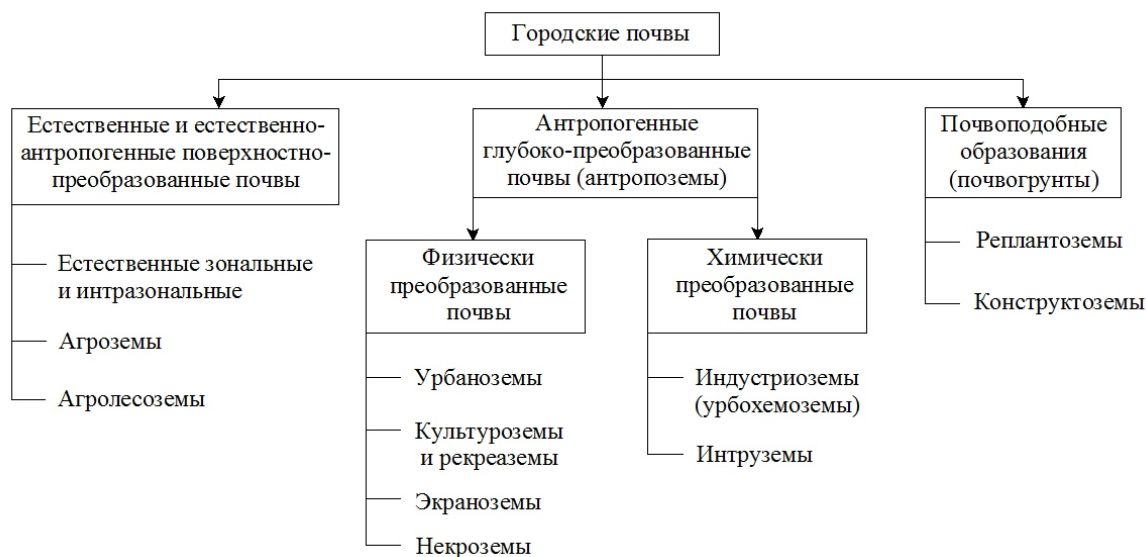 Городские почвы
Естественные и естественно-
антропогенные поверхностно-
преобразованные почвы
Естественные зональные
и интразональные
Агроземы
Агролесоземы
Антропогенные
глубоко-преобразованные
почвы (антропоземы)
Физически
преобразованные
почвы
Урбаноземы
Культуроземы
и рекреаземы
Экраноземы
Некроземы
Химически
преобразованные
почвы
Индустриоземы
(урбохемоземы)
Интруземы
Почвоподобные
образования
(почвогрунты)
Реплантоземы
Конструктоземы